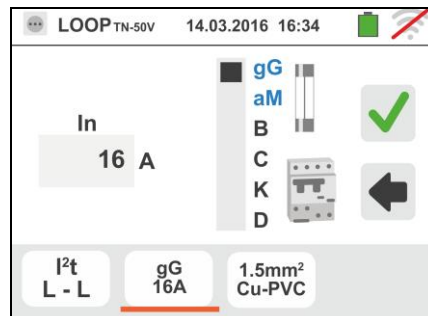 LOOP TN-50V 14.03.2016 16:34
gG
aM
B
C
K
D
In
16 A
I²t
L - L
gG
16A
1.5mm²
Cu-PVC